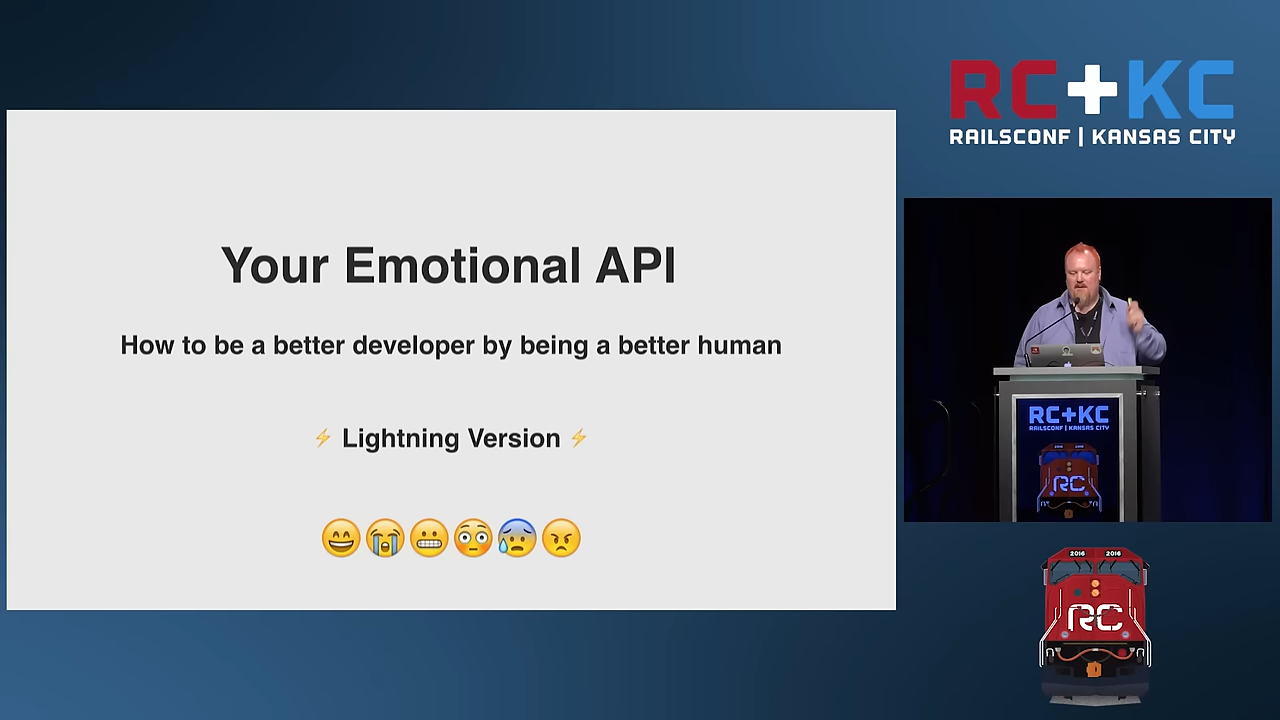 Your Emotional API
How to be a better developer by being a better human
⚡ Lightning Version ⚡
😄😭😬😳😰😠
RC+KC
RAILSCONF | KANSAS CITY
RC+KC
RAILSCONF | KANSAS CITY
RC
2016 2016
RC